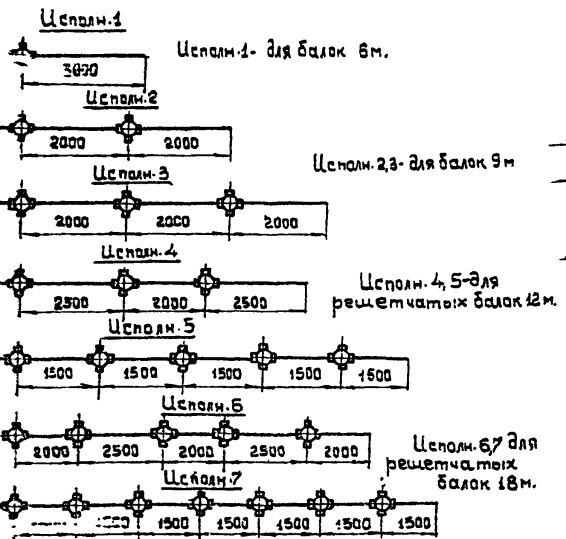 Исполн.1
Исполн.1- для балок 6м.
3000
Исполн.2
2000 2000
Исполн.2,3- для балок 9м
Исполн.3
2000 2000 2000
Исполн.4
2500 2000 2500
Исполн.4,5-для
решетчатых балок 12м.
Исполн.5
1500 1500 1500 1500 1500
Исполн.6
2000 2500 2000 2500 2000
Исполн.6,7 для
решетчатых
балок 18м.
Исполн.7
1500 1500 1500 1500 1500